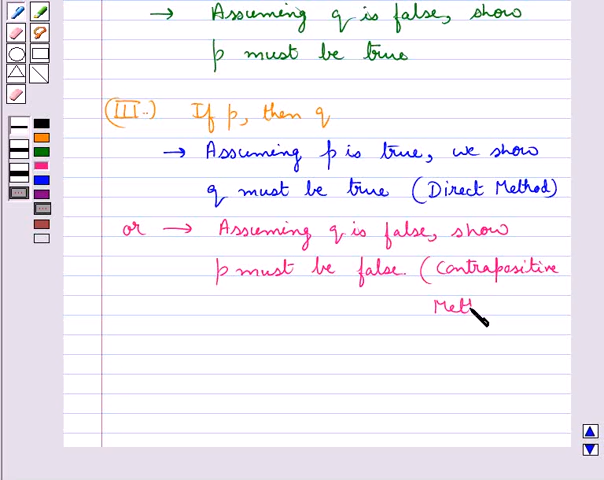 → Assuming q is false, show
p must be true
(III..) If p, then q
→ Assuming p is true, we show
q must be true (Direct Method)
or → Assuming q is false, show
p must be false. (Contrapositive
Meth